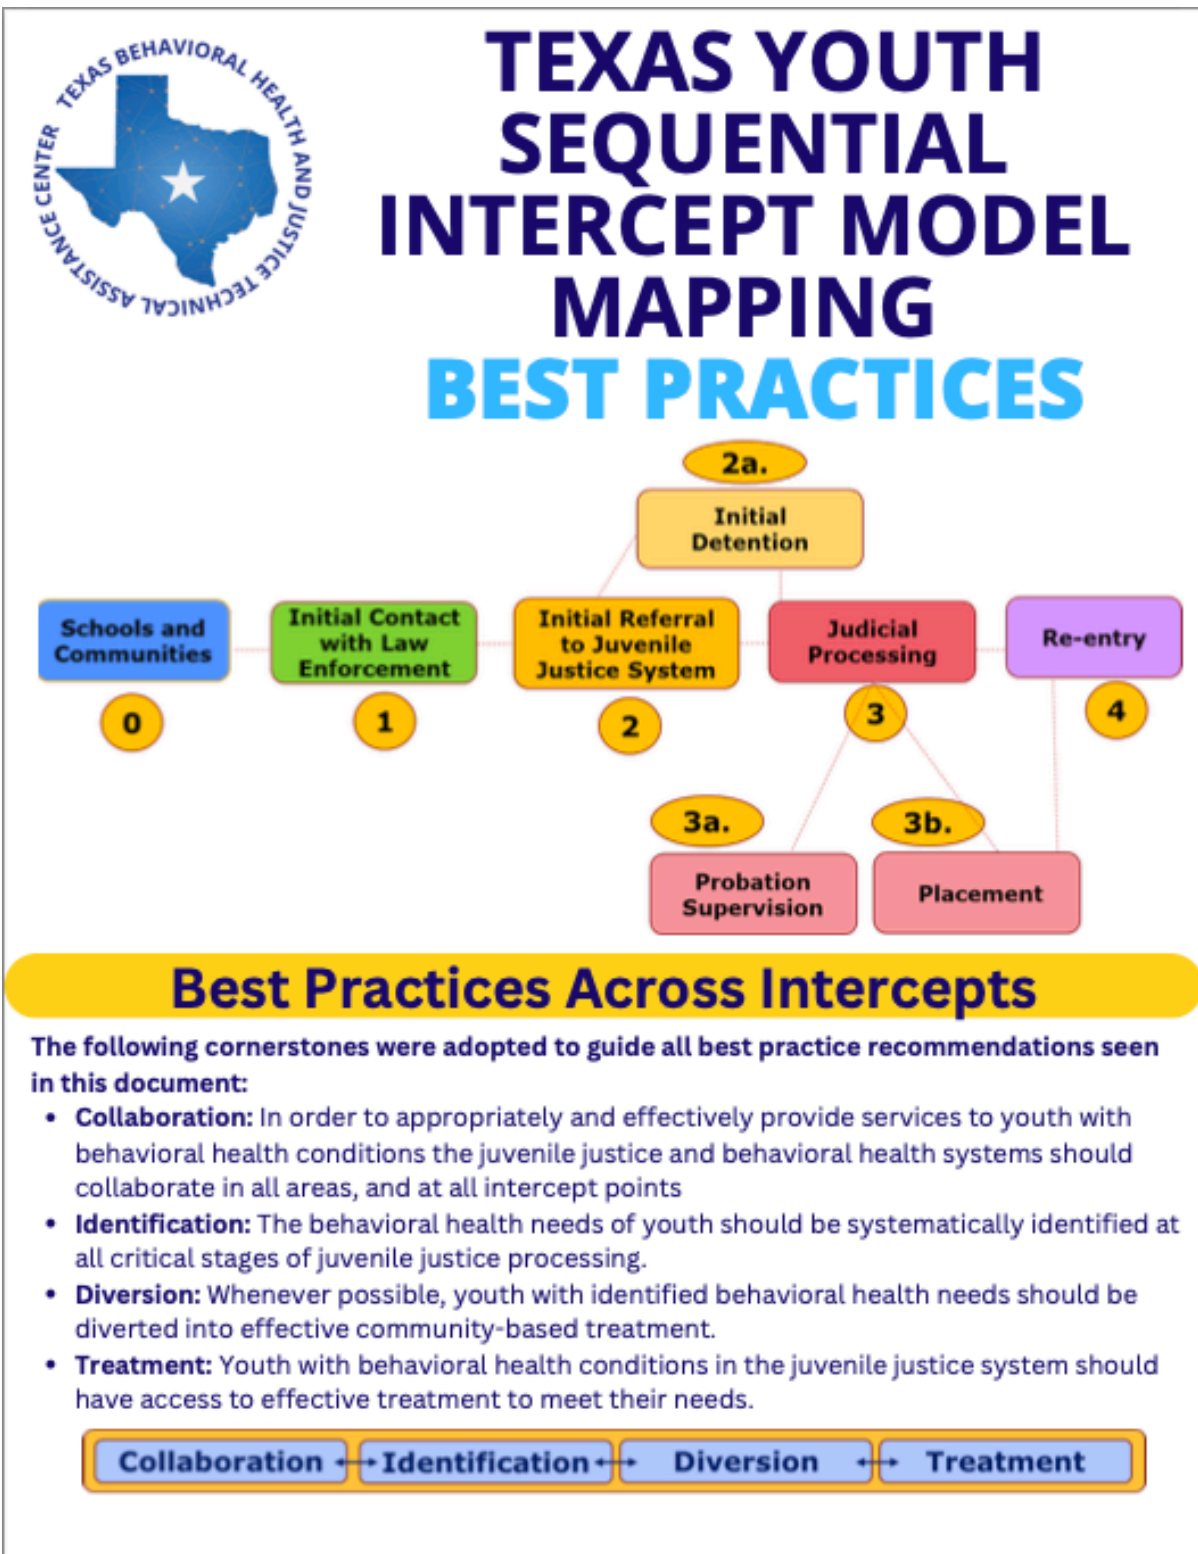 TEXAS BEHAVIORAL HEALTH AND JUSTICE TECHNICAL ASSISTANCE CENTER
TEXAS YOUTH
SEQUENTIAL
INTERCEPT MODEL
MAPPING
BEST PRACTICES
2a.
Initial
Detention
Schools and
Communities
0
Initial Contact
with Law
Enforcement
1
Initial Referral
to Juvenile
Justice System
2
Judicial
Processing
3
Re-entry
4
3a.
Probation
Supervision
3b.
Placement
Best Practices Across Intercepts
The following cornerstones were adopted to guide all best practice recommendations seen
in this document:
• Collaboration: In order to appropriately and effectively provide services to youth with
behavioral health conditions the juvenile justice and behavioral health systems should
collaborate in all areas, and at all intercept points
• Identification: The behavioral health needs of youth should be systematically identified at
all critical stages of juvenile justice processing.
• Diversion: Whenever possible, youth with identified behavioral health needs should be
diverted into effective community-based treatment.
• Treatment: Youth with behavioral health conditions in the juvenile justice system should
have access to effective treatment to meet their needs.
Collaboration Identification Diversion Treatment